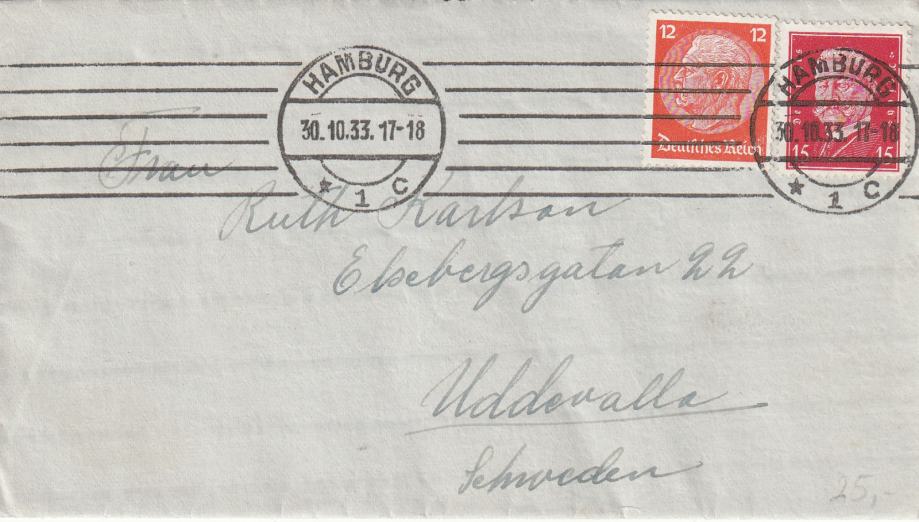 12 12
Deutsches Reich
15 15
HAMBURG
30.10.33. 17-18
* 1 C
HAMBURG
30.10.33. 17-18
* 1 C
Frau
Ruth Karlson
Elsebergsgatan 22
Uddevalla
Schweden
25,-